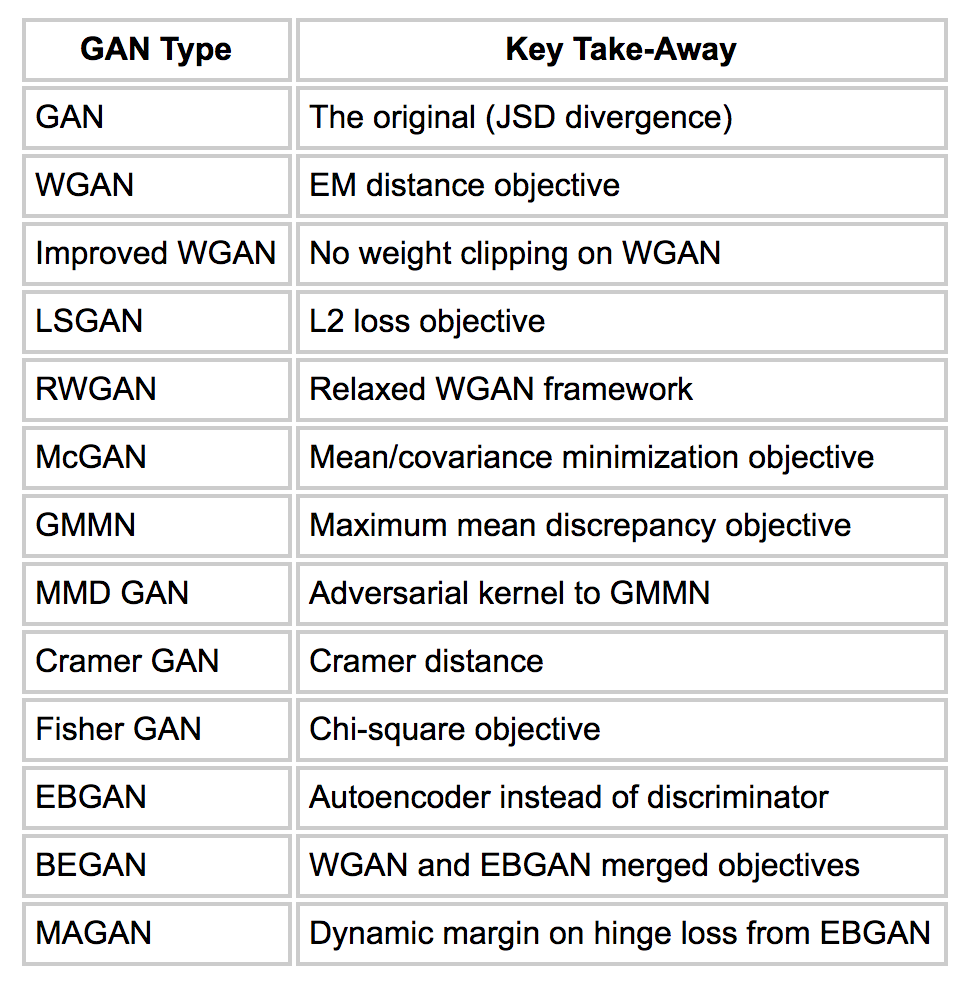 GAN Type Key Take-Away
GAN The original (JSD divergence)
WGAN EM distance objective
Improved WGAN No weight clipping on WGAN
LSGAN L2 loss objective
RWGAN Relaxed WGAN framework
McGAN Mean/covariance minimization objective
GMMN Maximum mean discrepancy objective
MMD GAN Adversarial kernel to GMMN
Cramer GAN Cramer distance
Fisher GAN Chi-square objective
EBGAN Autoencoder instead of discriminator
BEGAN WGAN and EBGAN merged objectives
MAGAN Dynamic margin on hinge loss from EBGAN